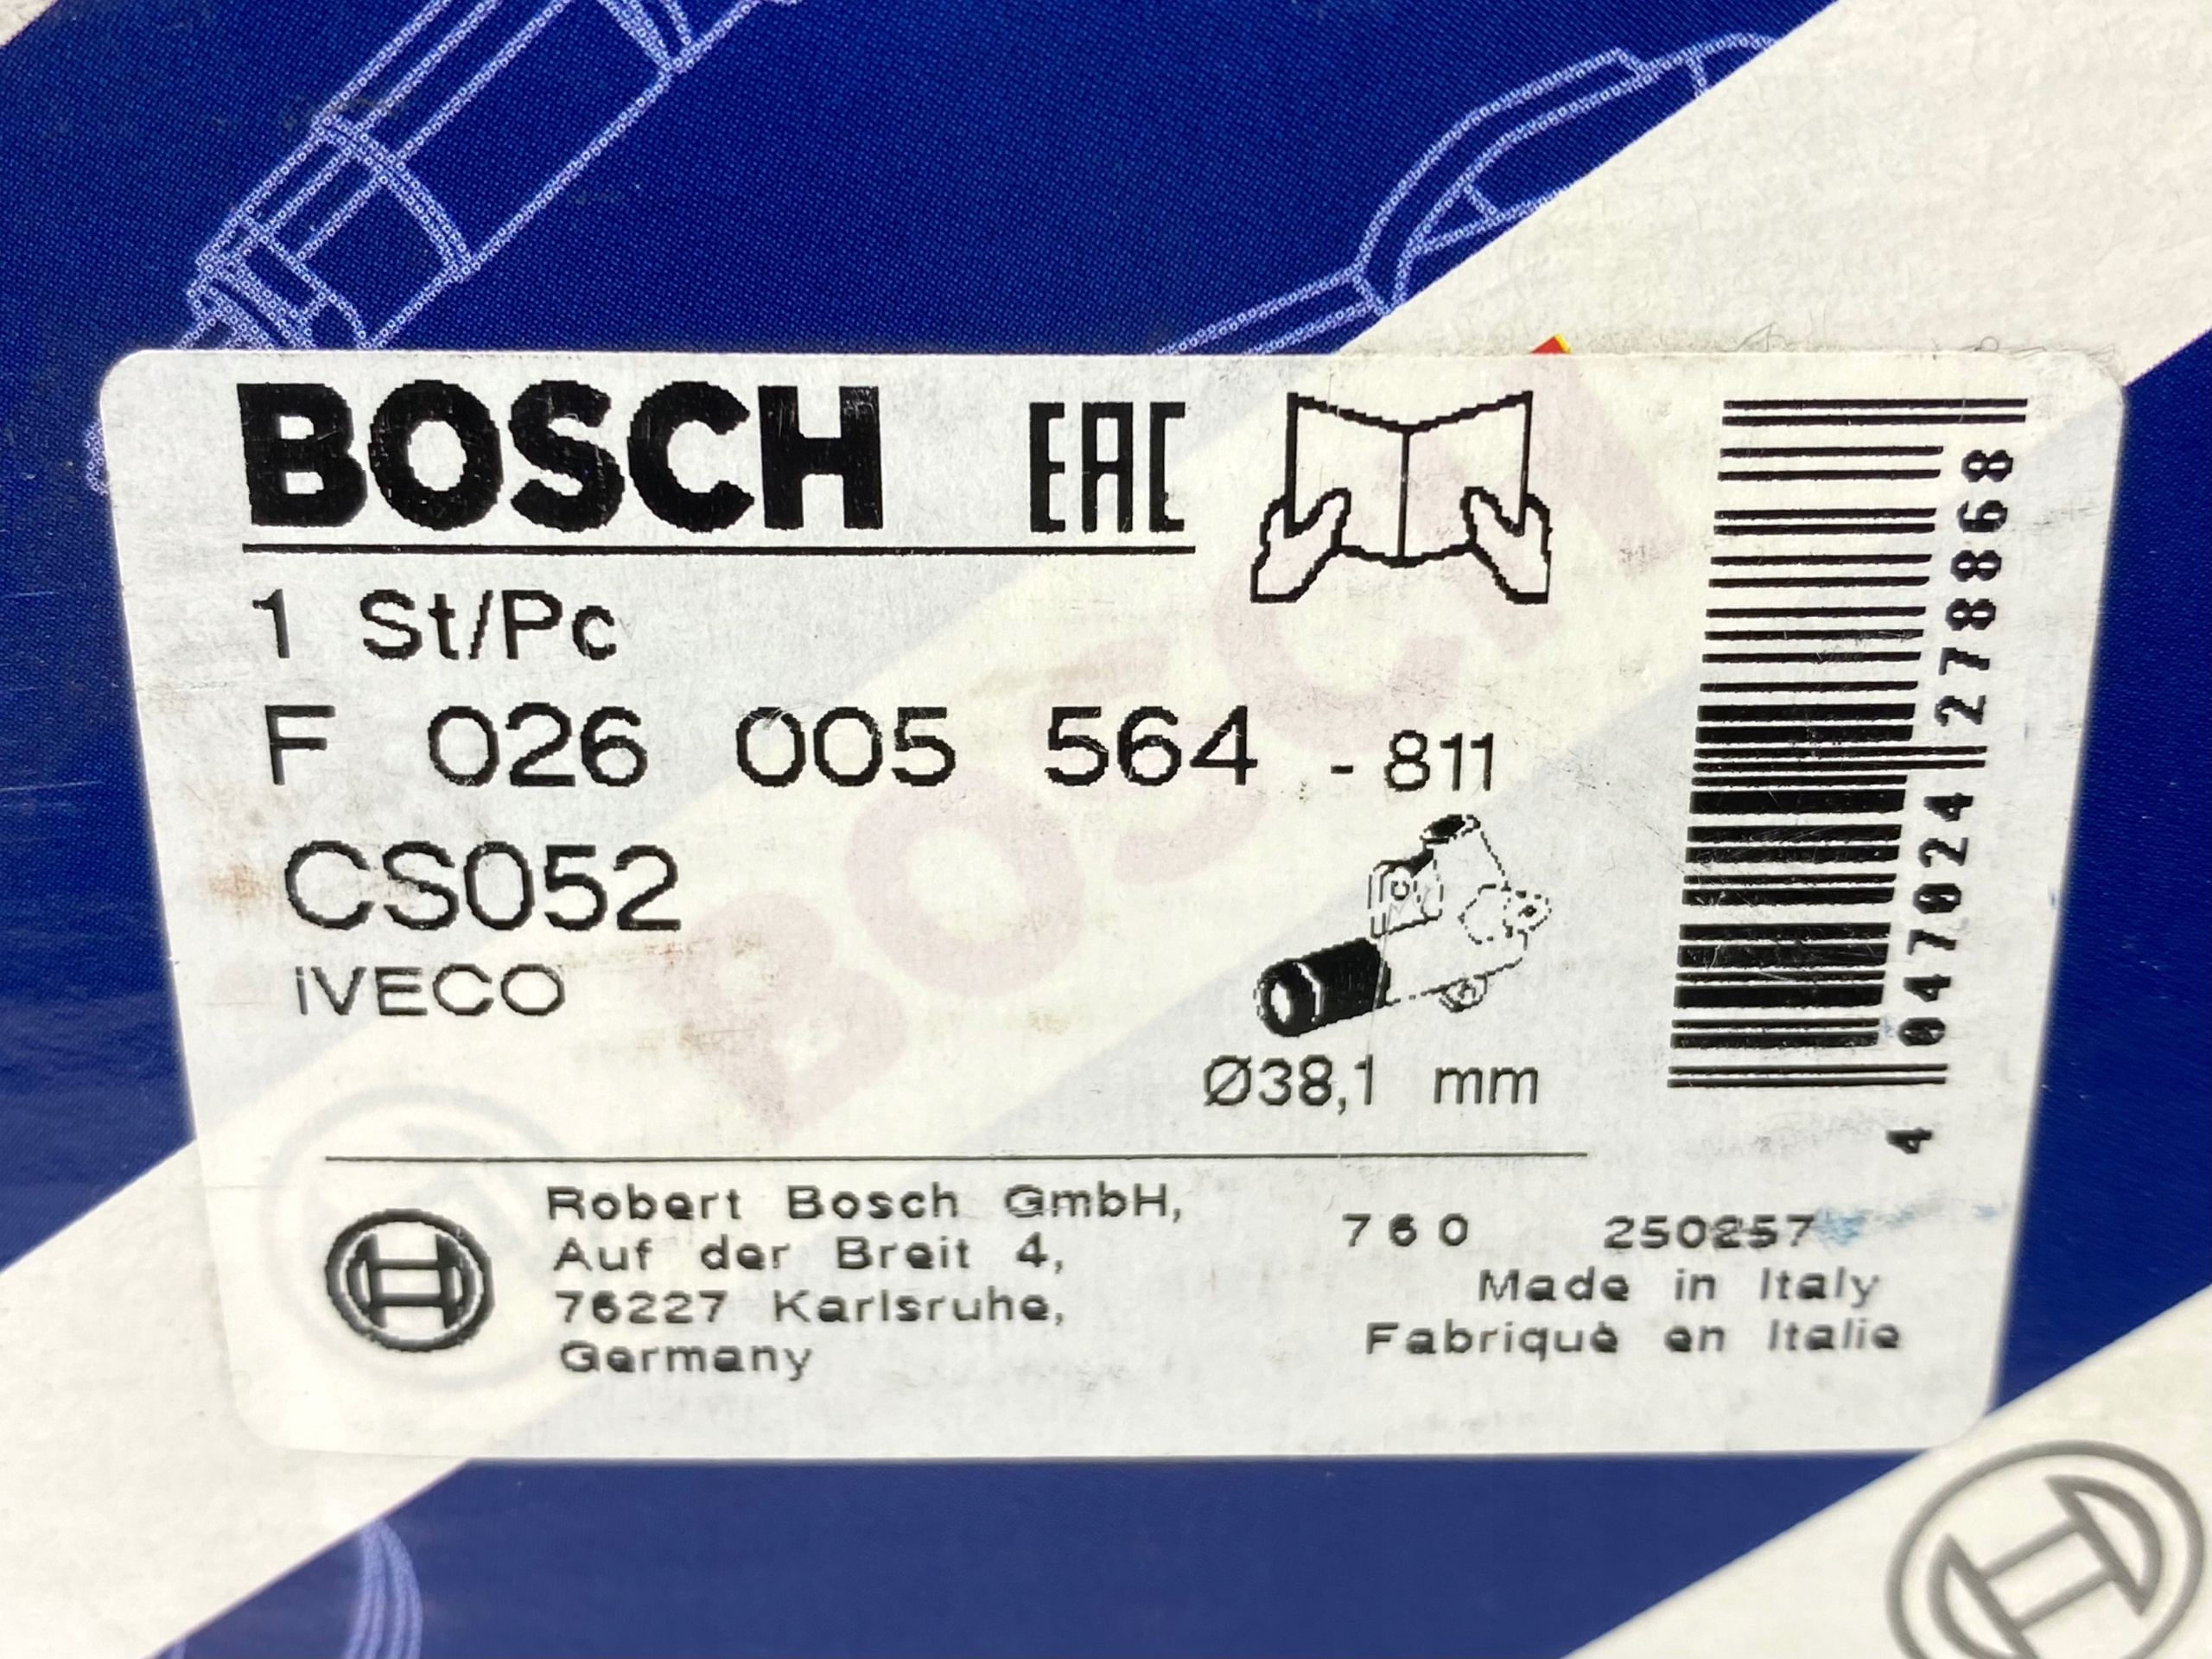 BOSCH EAC
1 St/Pc
F 026 005 564 - 811
CS052
iVECO
Ø38,1 mm
4 047024 278868
Robert Bosch GmbH,
Auf der Breit 4,
76227 Karlsruhe,
Germany
760 250257
Made in Italy
Fabriqué en Italie
BOSCH